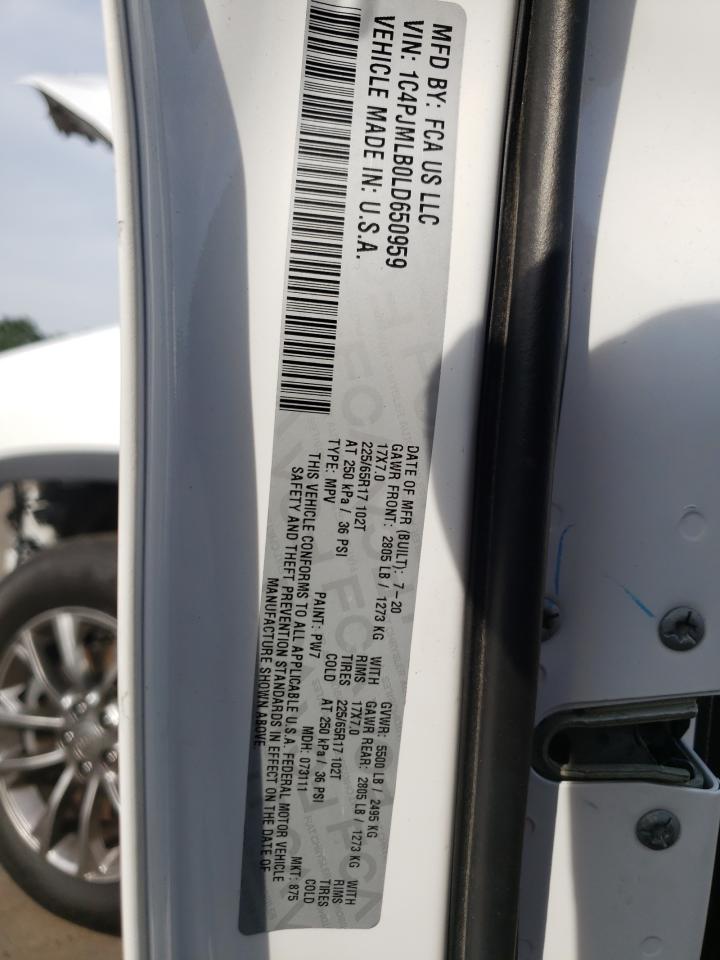 MFD BY: FCA US LLC
VIN: 1C4PJMLB0LD650959
VEHICLE MADE IN: U.S.A.
DATE OF MFR (BUILT): 7-20 GVWR: 5500 LB / 2495 KG
GAWR FRONT: 2805 LB / 1273 KG WITH GAWR REAR: 2805 LB / 1273 KG WITH
17X7.0 RIMS 17X7.0 RIMS
225/65R17 102T TIRES 225/65R17 102T TIRES
AT 250 kPa / 36 PSI COLD AT 250 kPa / 36 PSI COLD
TYPE: MPV PAINT: PW7 MDH: 073111 MKT: 875
THIS VEHICLE CONFORMS TO ALL APPLICABLE U.S.A. FEDERAL MOTOR VEHICLE
SAFETY AND THEFT PREVENTION STANDARDS IN EFFECT ON THE DATE OF
MANUFACTURE SHOWN ABOVE